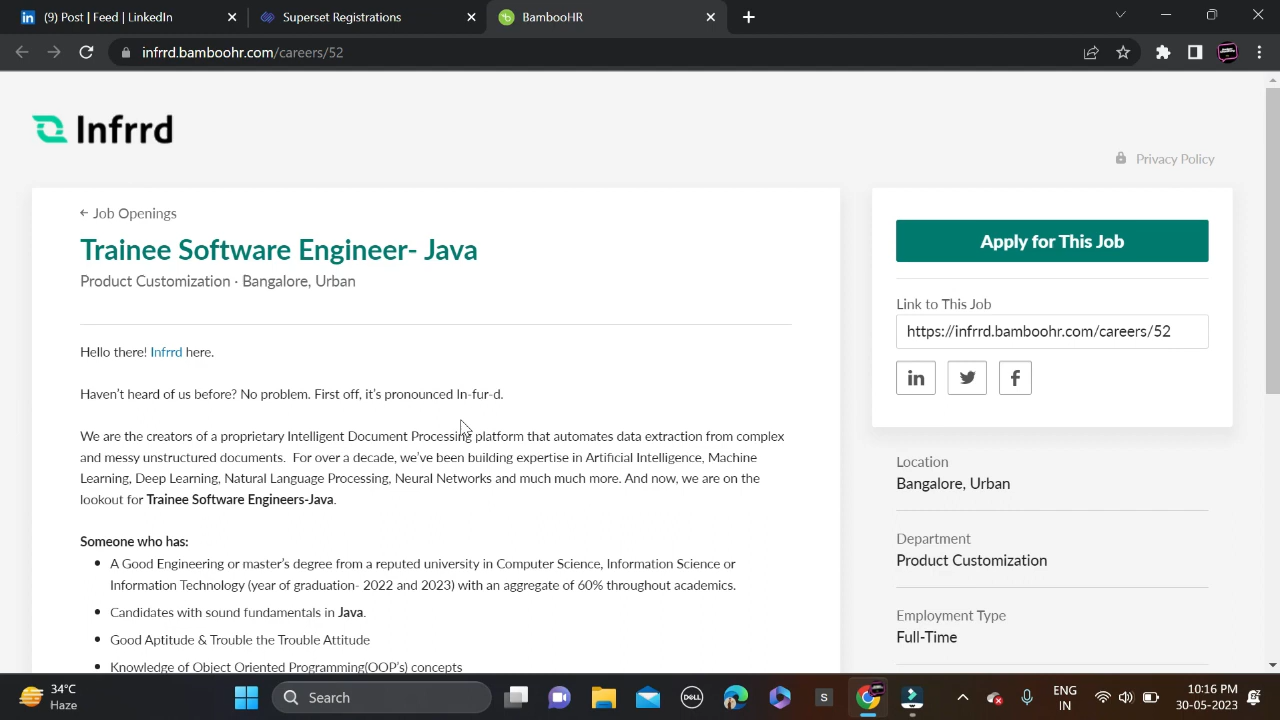 (9) Post | Feed | LinkedIn
Superset Registrations
BambooHR
infrrd.bamboohr.com/careers/52
Infrrd
Privacy Policy
Job Openings
Trainee Software Engineer- Java
Product Customization · Bangalore, Urban
Hello there! Infrrd here.
Haven't heard of us before? No problem. First off, it's pronounced In-fur-d.
We are the creators of a proprietary Intelligent Document Processing platform that automates data extraction from complex
and messy unstructured documents. For over a decade, we've been building expertise in Artificial Intelligence, Machine
Learning, Deep Learning, Natural Language Processing, Neural Networks and much much more. And now, we are on the
lookout for Trainee Software Engineers-Java.
Someone who has:
A Good Engineering or master's degree from a reputed university in Computer Science, Information Science or
Information Technology (year of graduation- 2022 and 2023) with an aggregate of 60% throughout academics.
Candidates with sound fundamentals in Java.
Good Aptitude & Trouble the Trouble Attitude
Knowledge of Object Oriented Programming(OOP's) concepts
Apply for This Job
Link to This Job
https://infrrd.bamboohr.com/careers/52
in
f
Location
Bangalore, Urban
Department
Product Customization
Employment Type
Full-Time
34°C
Haze
Search
DELL
S
ENG
IN
10:16 PM
30-05-2023